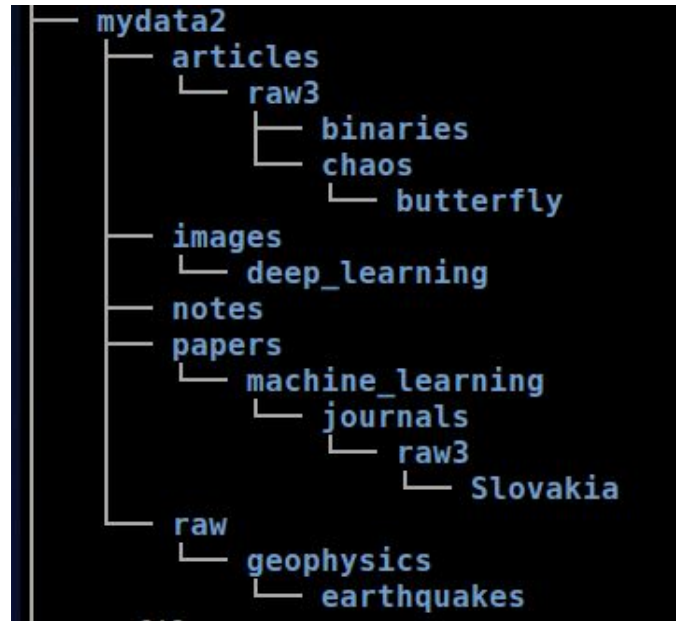 mydata2
articles
raw3
binaries
chaos
butterfly
images
deep_learning
notes
papers
machine_learning
journals
raw3
Slovakia
raw
geophysics
earthquakes